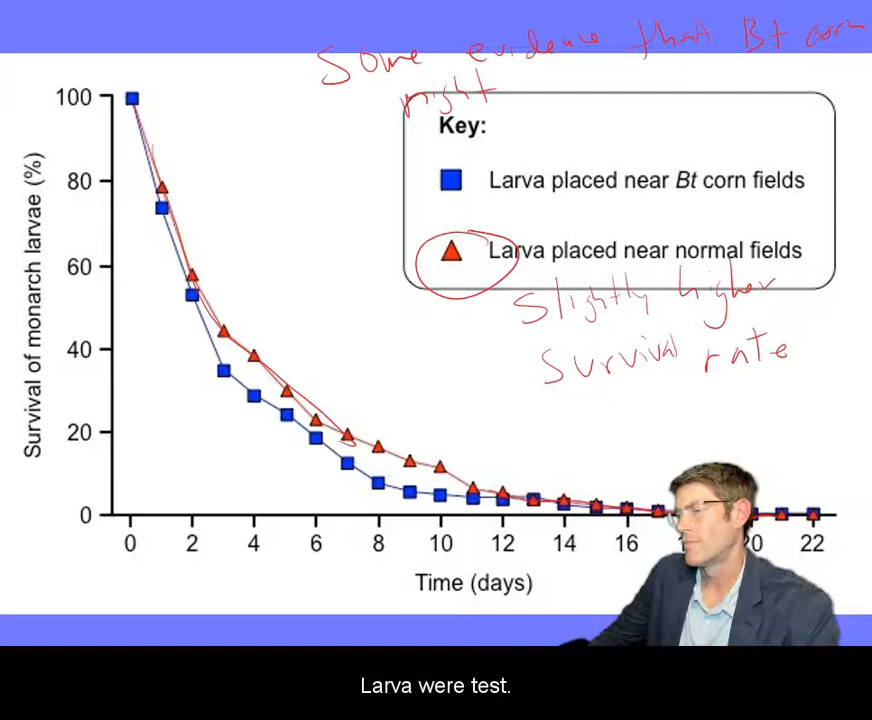 Some evidence that Bt corn
might
100
80
60
40
20
0
Survival of monarch larvae (%)
Key:
Larva placed near Bt corn fields
Larva placed near normal fields
Slightly higher
survival rate
0 2 4 6 8 10 12 14 16 20 22
Time (days)
Larva were test.